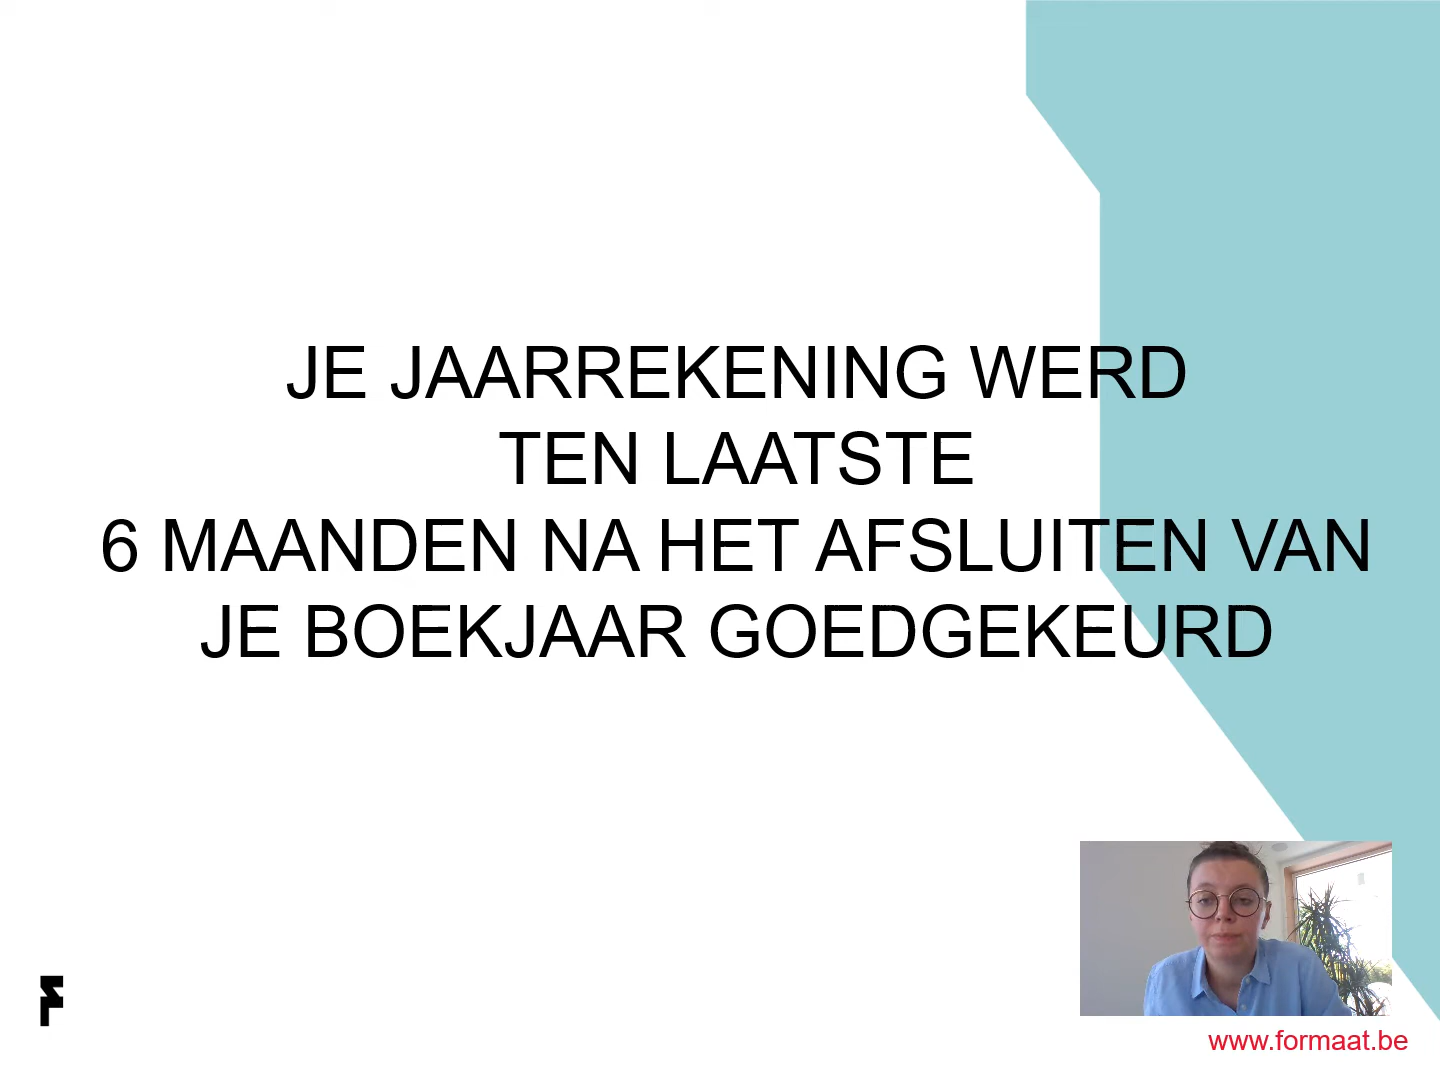 JE JAARREKENING WERD
TEN LAATSTE
6 MAANDEN NA HET AFSLUITEN VAN
JE BOEKJAAR GOEDGEKEURD
www.formaat.be